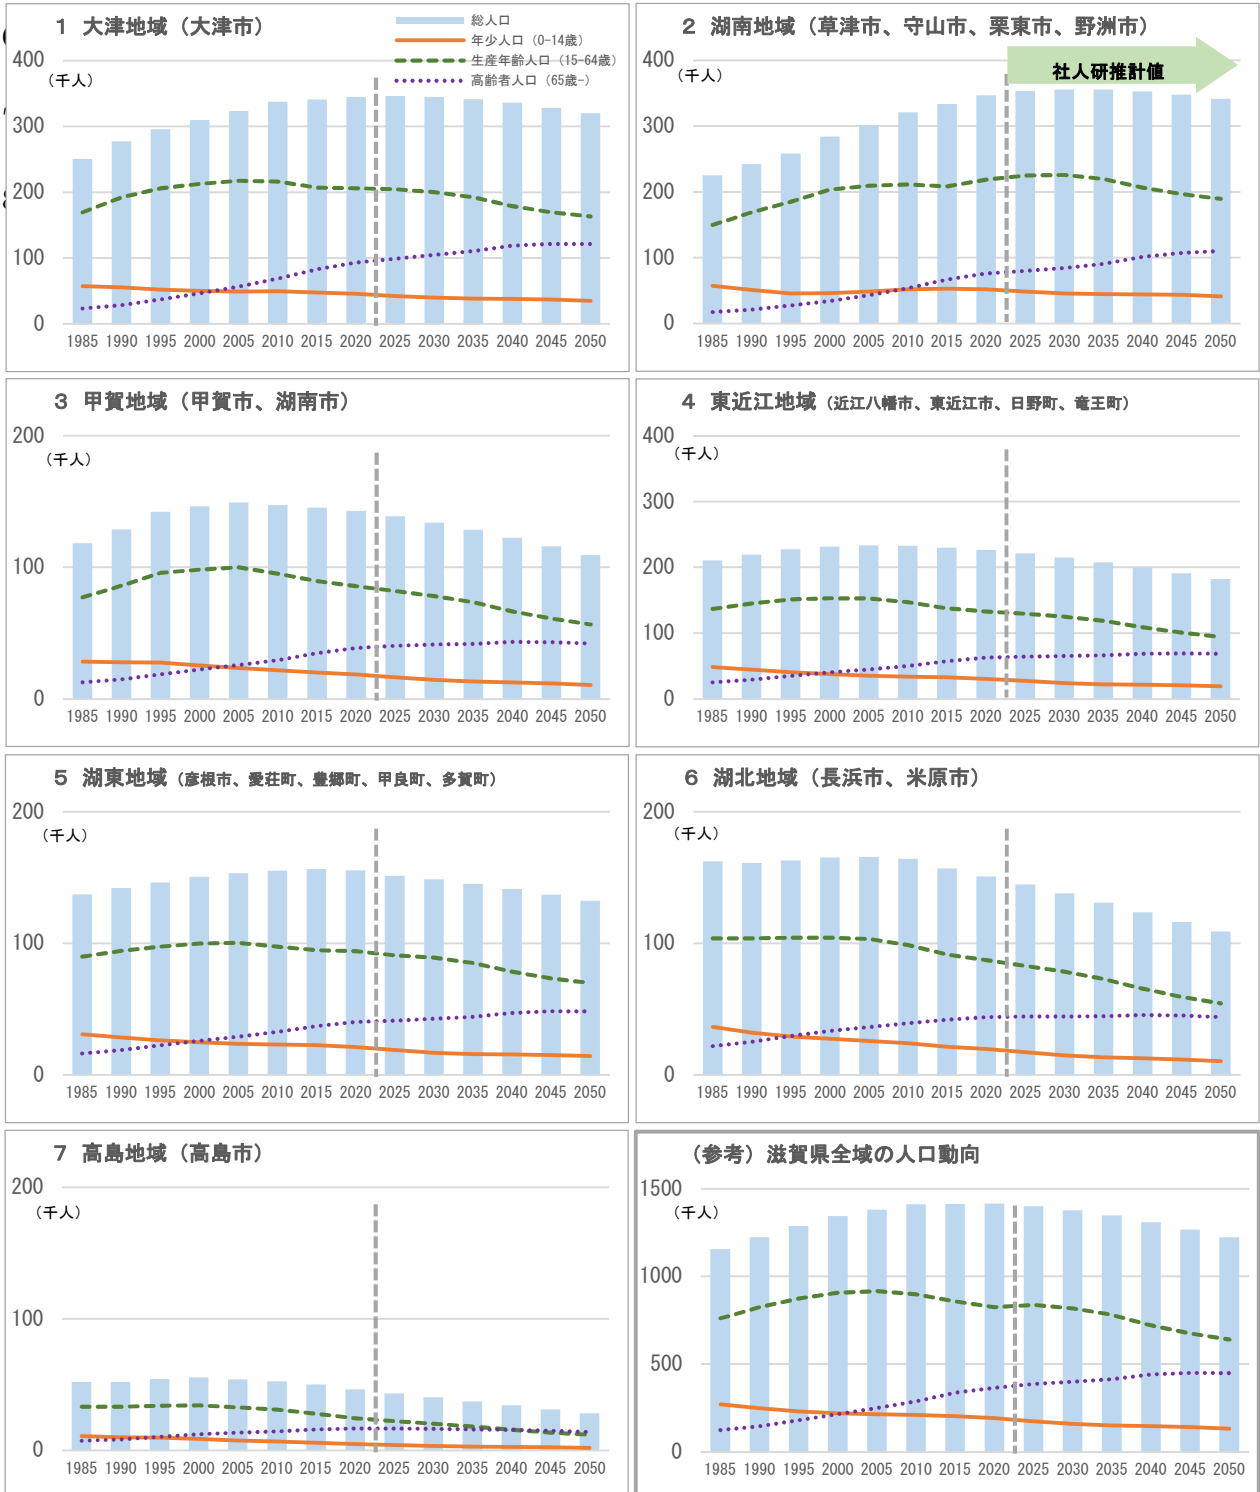 1 大津地域（大津市）
総人口
年少人口（0-14歳）
生産年齢人口（15-64歳）
高齢者人口（65歳-）
（千人）
400
300
200
100
0
1985 1990 1995 2000 2005 2010 2015 2020 2025 2030 2035 2040 2045 2050
2 湖南地域（草津市、守山市、栗東市、野洲市）
社人研推計値
（千人）
400
300
200
100
0
1985 1990 1995 2000 2005 2010 2015 2020 2025 2030 2035 2040 2045 2050
3 甲賀地域（甲賀市、湖南市）
（千人）
200
100
0
1985 1990 1995 2000 2005 2010 2015 2020 2025 2030 2035 2040 2045 2050
4 東近江地域（近江八幡市、東近江市、日野町、竜王町）
（千人）
400
300
200
100
0
1985 1990 1995 2000 2005 2010 2015 2020 2025 2030 2035 2040 2045 2050
5 湖東地域（彦根市、愛荘町、豊郷町、甲良町、多賀町）
（千人）
200
100
0
1985 1990 1995 2000 2005 2010 2015 2020 2025 2030 2035 2040 2045 2050
6 湖北地域（長浜市、米原市）
（千人）
200
100
0
1985 1990 1995 2000 2005 2010 2015 2020 2025 2030 2035 2040 2045 2050
7 高島地域（高島市）
（千人）
200
100
0
1985 1990 1995 2000 2005 2010 2015 2020 2025 2030 2035 2040 2045 2050
（参考）滋賀県全域の人口動向
（千人）
1500
1000
500
0
1985 1990 1995 2000 2005 2010 2015 2020 2025 2030 2035 2040 2045 2050